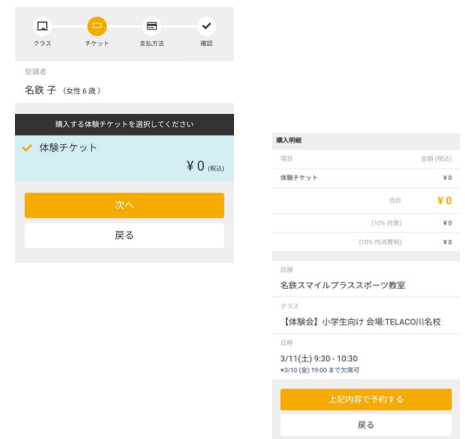 クラス
チケット
支払方法
確認
受講者
名鉄 子 (女性 6 歳)
購入する体験チケットを選択してください
体験チケット
¥ 0 (税込)
次へ
戻る
購入明細
項目 金額 (税込)
体験チケット ¥ 0
合計 ¥ 0
(10% 対象) ¥ 0
(10% 内消費税) ¥ 0
店舗
名鉄スマイルプラススポーツ教室
クラス
【体験会】小学生向け 会場:TELACO川名校
日時
3/11(土) 9:30 - 10:30
*3/10 (金) 19:00 まで欠席可
上記内容で予約する
戻る